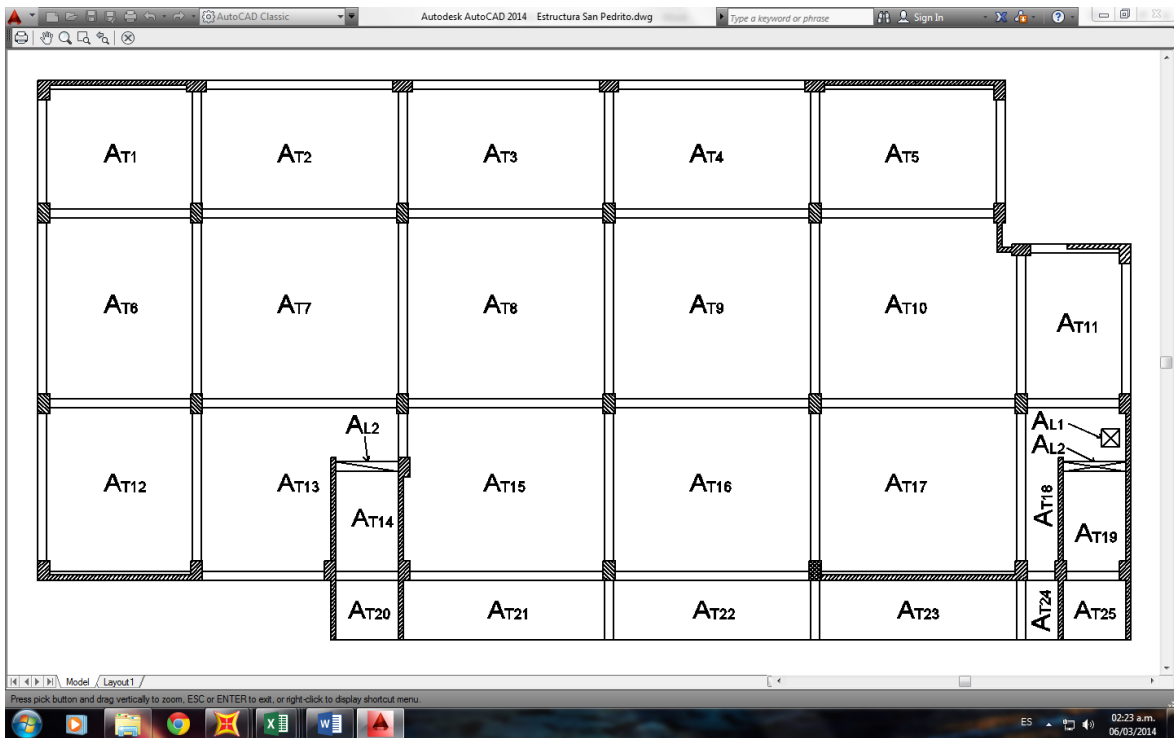 AutoCAD Classic
Autodesk AutoCAD 2014 Estructura San Pedrito.dwg
Type a keyword or phrase
Sign In
AT1
AT2
AT3
AT4
AT5
AT6
AT7
AT8
AT9
AT10
AT11
AL2
AL1
AL2
AT12
AT13
AT14
AT15
AT16
AT17
AT18
AT19
AT20
AT21
AT22
AT23
AT24
AT25
Model
Layout1
Press pick button and drag vertically to zoom, ESC or ENTER to exit, or right-click to display shortcut menu.
ES
02:23 a.m.
06/03/2014